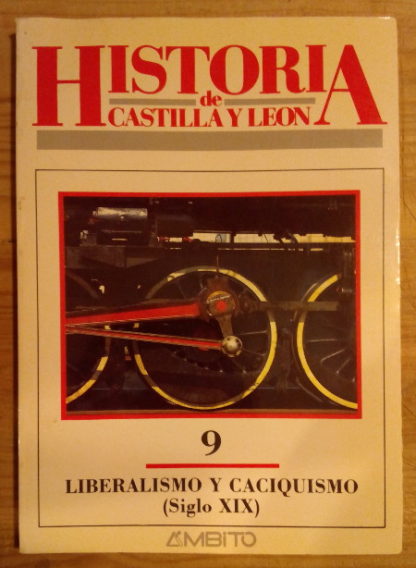 HISTORIA
de
CASTILLA Y LEON
9
LIBERALISMO Y CACIQUISMO
(Siglo XIX)
ÁMBITO